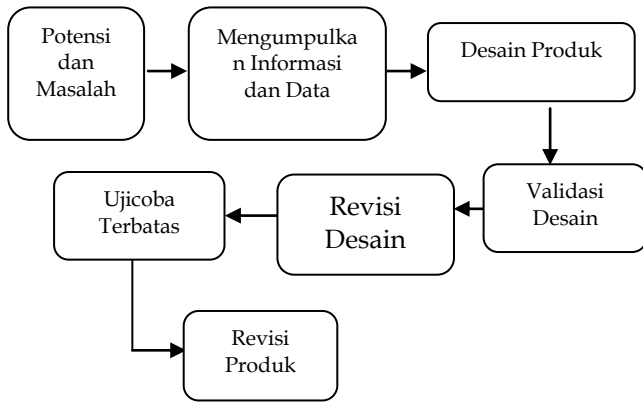 Potensi
dan
Masalah
Mengumpulka
n Informasi
dan Data
Desain Produk
Validasi
Desain
Revisi
Desain
Ujicoba
Terbatas
Revisi
Produk